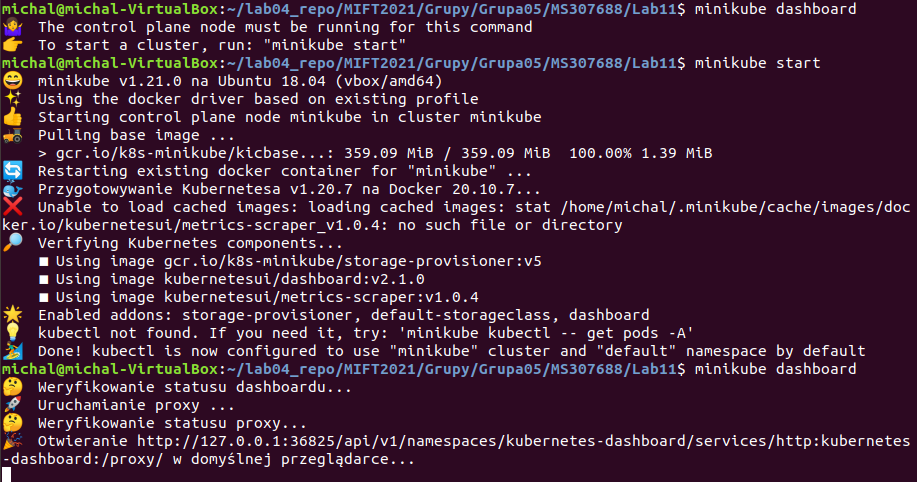 michal@michal-VirtualBox:~/lab04_repo/MIFT2021/Grupy/Grupa05/MS307688/Lab11$ minikube dashboard
The control plane node must be running for this command
To start a cluster, run: "minikube start"
michal@michal-VirtualBox:~/lab04_repo/MIFT2021/Grupy/Grupa05/MS307688/Lab11$ minikube start
minikube v1.21.0 na Ubuntu 18.04 (vbox/amd64)
Using the docker driver based on existing profile
Starting control plane node minikube in cluster minikube
Pulling base image ...
> gcr.io/k8s-minikube/kicbase...: 359.09 MiB / 359.09 MiB  100.00% 1.39 MiB
Restarting existing docker container for "minikube" ...
Przygotowywanie Kubernetesa v1.20.7 na Docker 20.10.7...
Unable to load cached images: loading cached images: stat /home/michal/.minikube/cache/images/doc
ker.io/kubernetesui/metrics-scraper_v1.0.4: no such file or directory
Verifying Kubernetes components...
■ Using image gcr.io/k8s-minikube/storage-provisioner:v5
■ Using image kubernetesui/dashboard:v2.1.0
■ Using image kubernetesui/metrics-scraper:v1.0.4
Enabled addons: storage-provisioner, default-storageclass, dashboard
kubectl not found. If you need it, try: 'minikube kubectl -- get pods -A'
Done! kubectl is now configured to use "minikube" cluster and "default" namespace by default
michal@michal-VirtualBox:~/lab04_repo/MIFT2021/Grupy/Grupa05/MS307688/Lab11$ minikube dashboard
Weryfikowanie statusu dashboardu...
Uruchamianie proxy ...
Weryfikowanie statusu proxy...
Otwieranie http://127.0.0.1:36825/api/v1/namespaces/kubernetes-dashboard/services/http:kubernetes
-dashboard:/proxy/ w domyślnej przeglądarce...